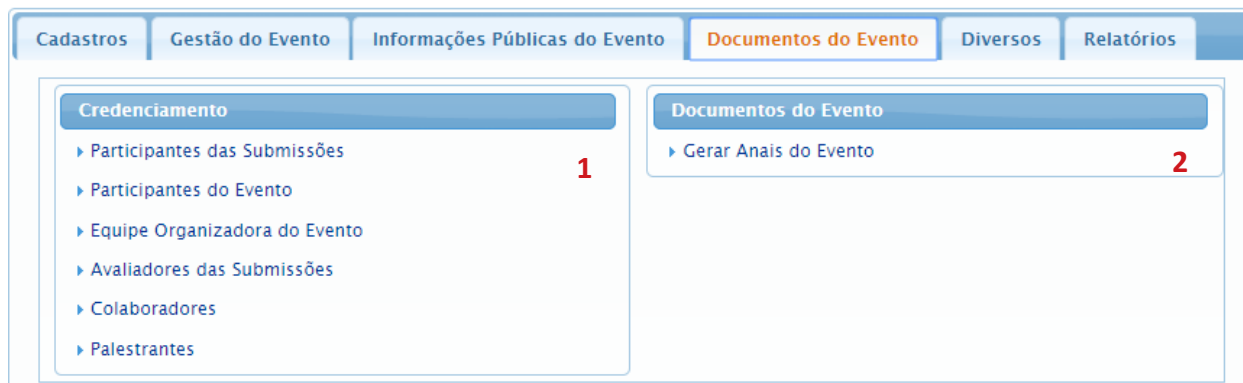 Cadastros Gestão do Evento Informações Públicas do Evento Documentos do Evento Diversos Relatórios
Credenciamento
Participantes das Submissões
Participantes do Evento
Equipe Organizadora do Evento
Avaliadores das Submissões
Colaboradores
Palestrantes
1
Documentos do Evento
Gerar Anais do Evento
2